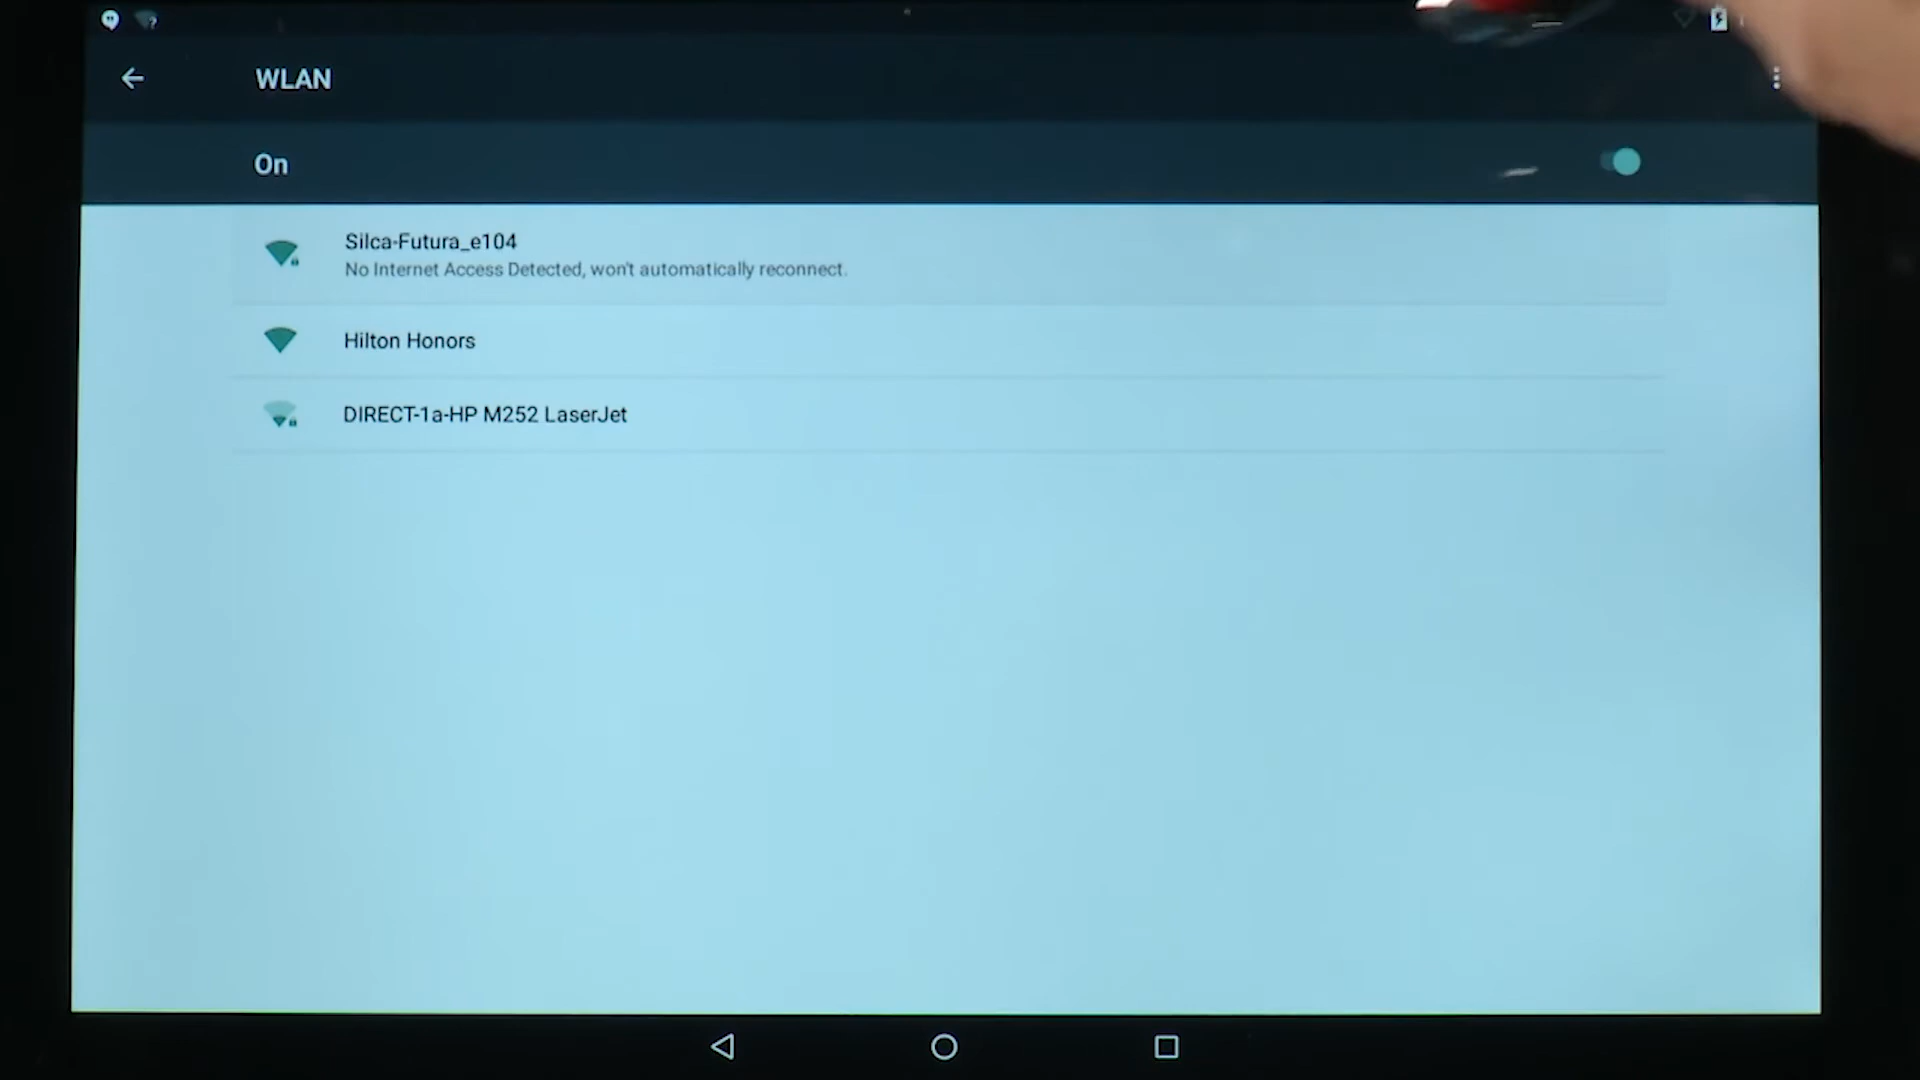 WLAN
On
Silca-Futura_e104
No Internet Access Detected, won't automatically reconnect.
Hilton Honors
DIRECT-1a-HP M252 LaserJet